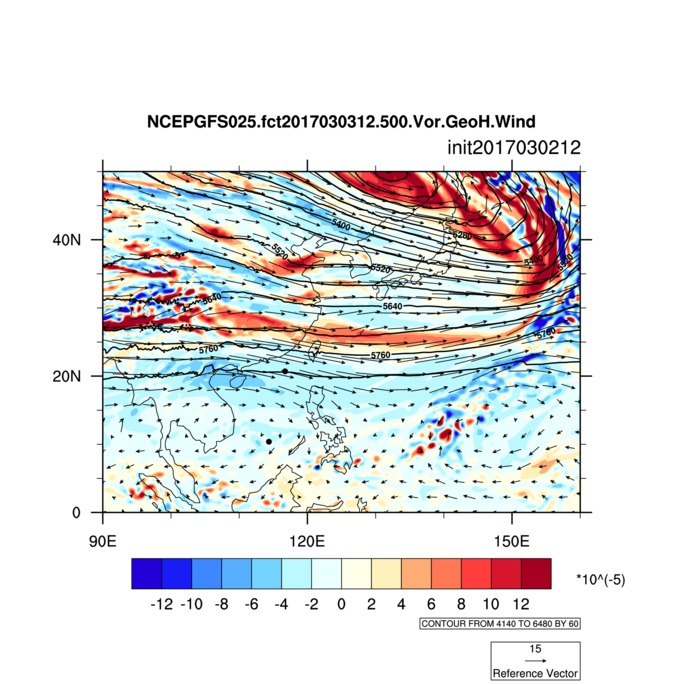 NCEPGFS025.fct2017030312.500.Vor.GeoH.Wind
init2017030212
5400
5280
40N
5520
5520
5400
5640
5640
5760
5760
5760
20N
0
90E 120E 150E
-12 -10 -8 -6 -4 -2 0 2 4 6 8 10 12
*10^(-5)
CONTOUR FROM 4140 TO 6480 BY 60
15
Reference Vector